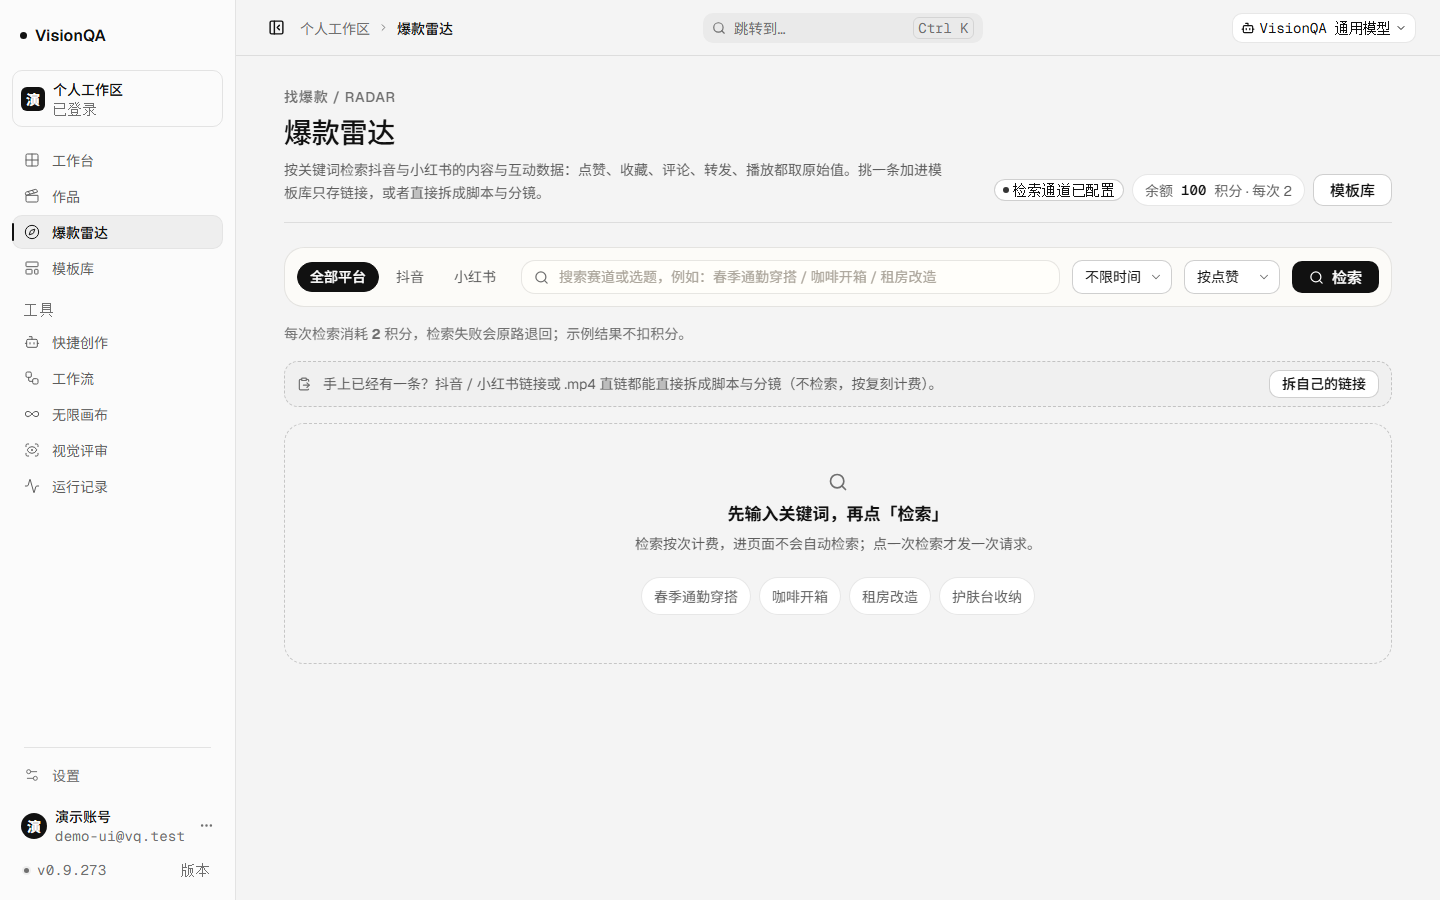 VisionQA
演
个人工作区
已登录
工作台
作品
爆款雷达
模板库
工具
快捷创作
工作流
无限画布
视觉评审
运行记录
设置
演
演示账号
demo-ui@vq.test
v0.9.273 版本
个人工作区 > 爆款雷达
跳转到… Ctrl K
VisionQA 通用模型
找爆款 / RADAR
爆款雷达
按关键词检索抖音与小红书的内容与互动数据：点赞、收藏、评论、转发、播放都取原始值。挑一条加进模
板库只存链接，或者直接拆成脚本与分镜。
检索通道已配置 余额 100 积分 · 每次 2 模板库
全部平台 抖音 小红书 搜索赛道或选题，例如：春季通勤穿搭 / 咖啡开箱 / 租房改造 不限时间 按点赞 检索
每次检索消耗 2 积分，检索失败会原路退回；示例结果不扣积分。
手上已经有一条？抖音 / 小红书链接或 .mp4 直链都能直接拆成脚本与分镜（不检索，按复刻计费）。 拆自己的链接
先输入关键词，再点「检索」
检索按次计费，进页面不会自动检索；点一次检索才发一次请求。
春季通勤穿搭 咖啡开箱 租房改造 护肤台收纳